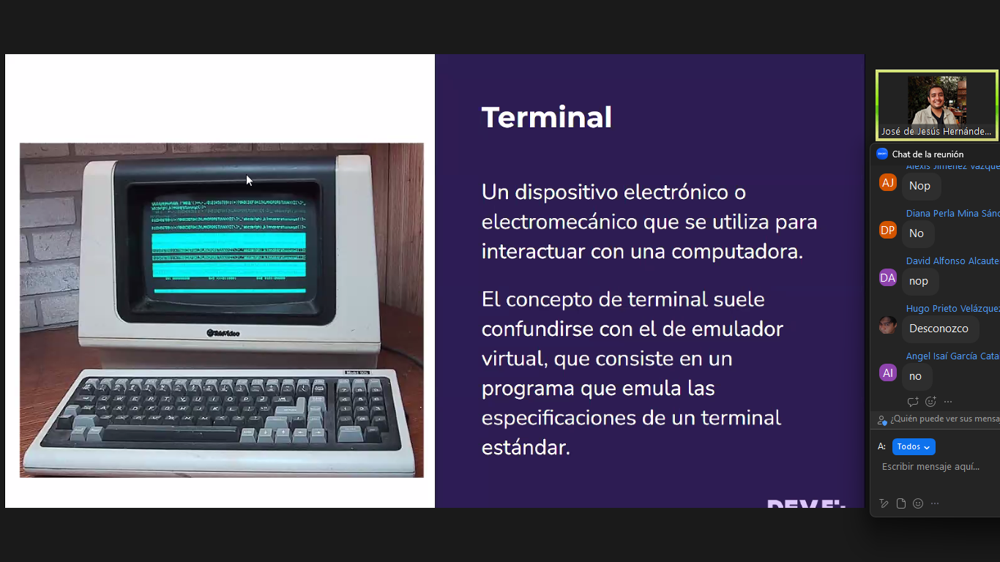 Terminal
Un dispositivo electrónico o
electromecánico que se utiliza para
interactuar con una computadora.
El concepto de terminal suele
confundirse con el de emulador
virtual, que consiste en un
programa que emula las
especificaciones de un terminal
estándar.
TeleVideo
José de Jesús Hernánde...
zoom
Chat de la reunión
Alexis Jiménez Vázque
AJ
Nop
Diana Perla Mina Sánc
DP
No
David Alfonso Alcaute
DA
nop
Hugo Prieto Velázquez
Desconozco
Angel Isaí García Cata
AI
no
¿Quién puede ver sus mensa
A:
Todos
Escribir mensaje aquí...